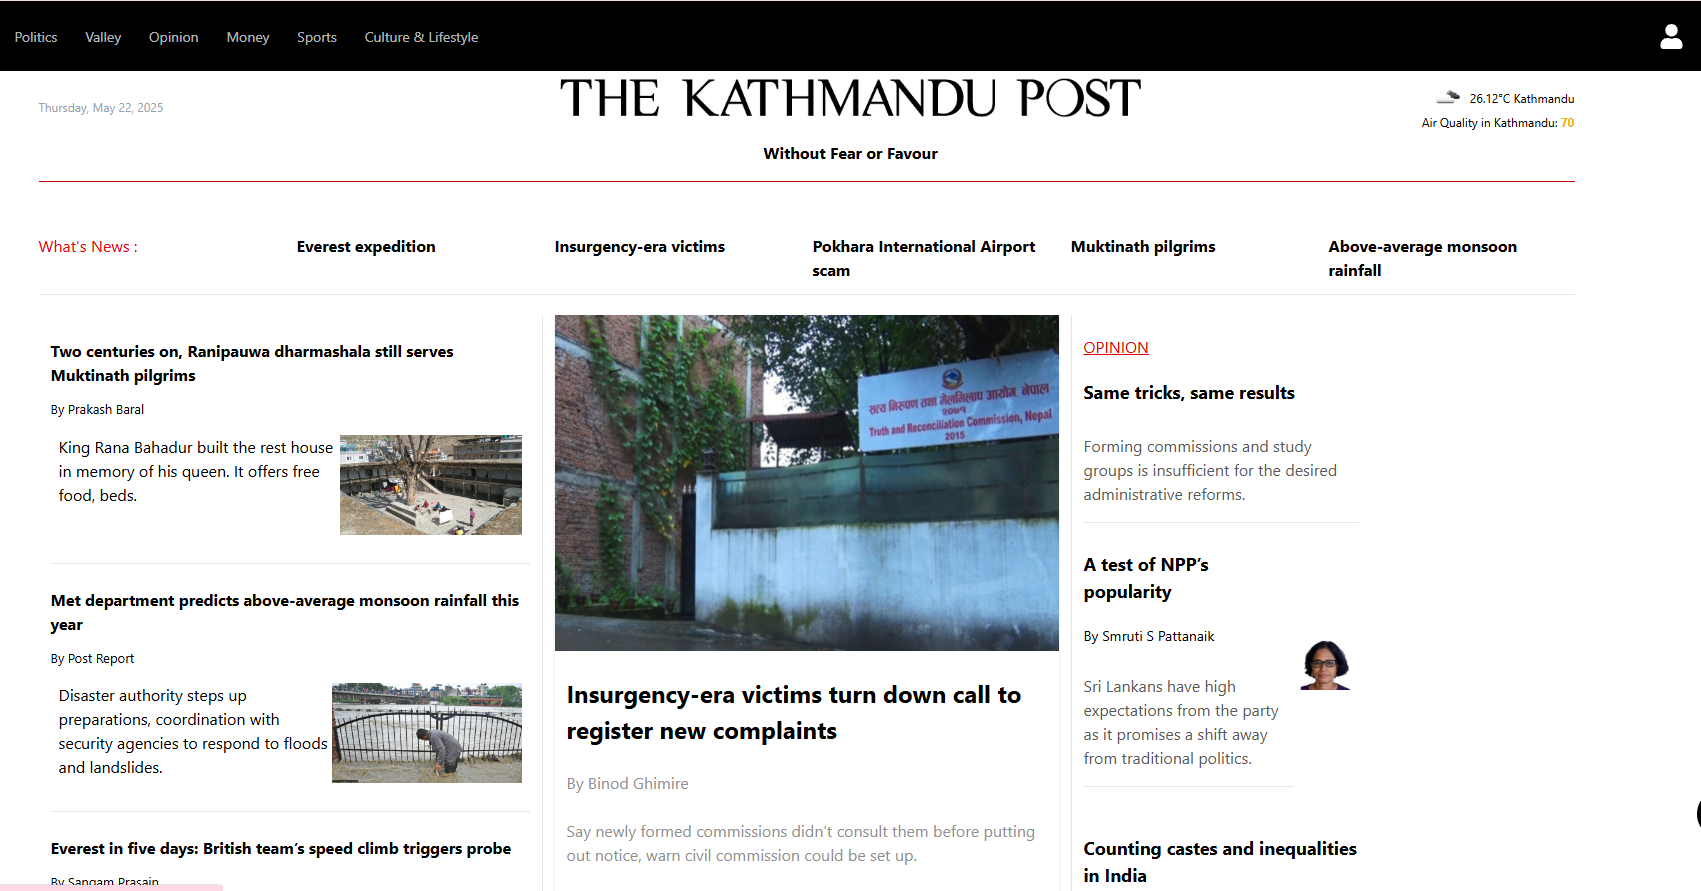 Politics Valley Opinion Money Sports Culture & Lifestyle
Thursday, May 22, 2025
THE KATHMANDU POST
Without Fear or Favour
26.12°C Kathmandu
Air Quality in Kathmandu: 70
What's News :
Everest expedition
Insurgency-era victims
Pokhara International Airport
scam
Muktinath pilgrims
Above-average monsoon
rainfall
Two centuries on, Ranipauwa dharmashala still serves
Muktinath pilgrims
By Prakash Baral
King Rana Bahadur built the rest house
in memory of his queen. It offers free
food, beds.
Met department predicts above-average monsoon rainfall this
year
By Post Report
Disaster authority steps up
preparations, coordination with
security agencies to respond to floods
and landslides.
Everest in five days: British team’s speed climb triggers probe
By Sangam Prasain
सत्य निरुपण तथा मेलमिलाप आयोग, नेपाल
२०७१
Truth and Reconciliation Commission, Nepal
2015
Insurgency-era victims turn down call to
register new complaints
By Binod Ghimire
Say newly formed commissions didn’t consult them before putting
out notice, warn civil commission could be set up.
OPINION
Same tricks, same results
Forming commissions and study
groups is insufficient for the desired
administrative reforms.
A test of NPP’s
popularity
By Smruti S Pattanaik
Sri Lankans have high
expectations from the party
as it promises a shift away
from traditional politics.
Counting castes and inequalities
in India